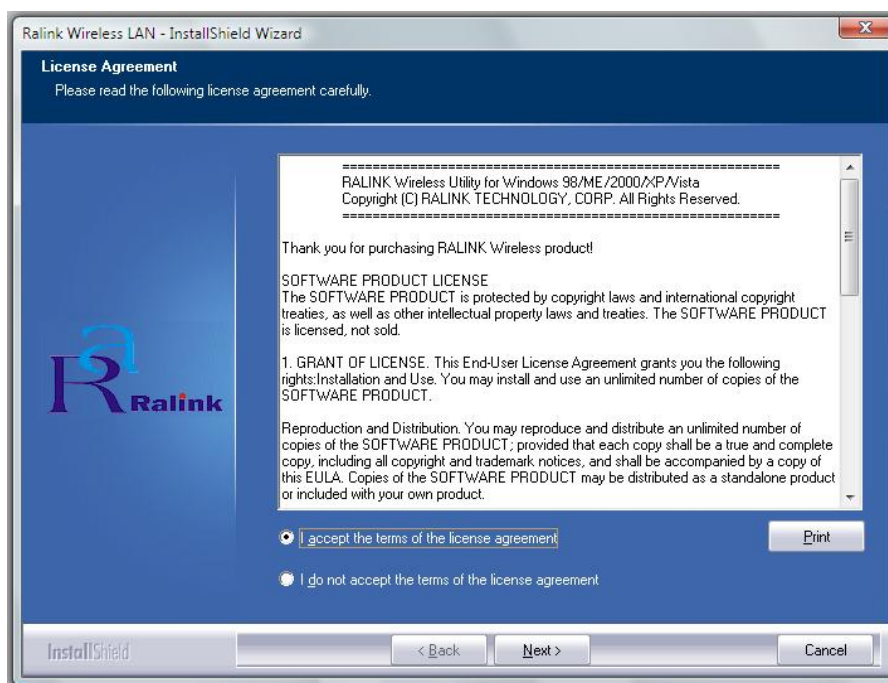 Ralink Wireless LAN - InstallShield Wizard
License Agreement
Please read the following license agreement carefully.
==========================================================
RALINK Wireless Utility for Windows 98/ME/2000/XP/Vista
Copyright (C) RALINK TECHNOLOGY, CORP. All Rights Reserved.
==========================================================
Thank you for purchasing RALINK Wireless product!
SOFTWARE PRODUCT LICENSE
The SOFTWARE PRODUCT is protected by copyright laws and international copyright
treaties, as well as other intellectual property laws and treaties. The SOFTWARE PRODUCT
is licensed, not sold.
1. GRANT OF LICENSE. This End-User License Agreement grants you the following
rights:Installation and Use. You may install and use an unlimited number of copies of the
SOFTWARE PRODUCT.
Reproduction and Distribution. You may reproduce and distribute an unlimited number of
copies of the SOFTWARE PRODUCT; provided that each copy shall be a true and complete
copy, including all copyright and trademark notices, and shall be accompanied by a copy of
this EULA. Copies of the SOFTWARE PRODUCT may be distributed as a standalone product
or included with your own product.
Ra
Ralink
I accept the terms of the license agreement
Print
I do not accept the terms of the license agreement
InstallShield
< Back
Next >
Cancel